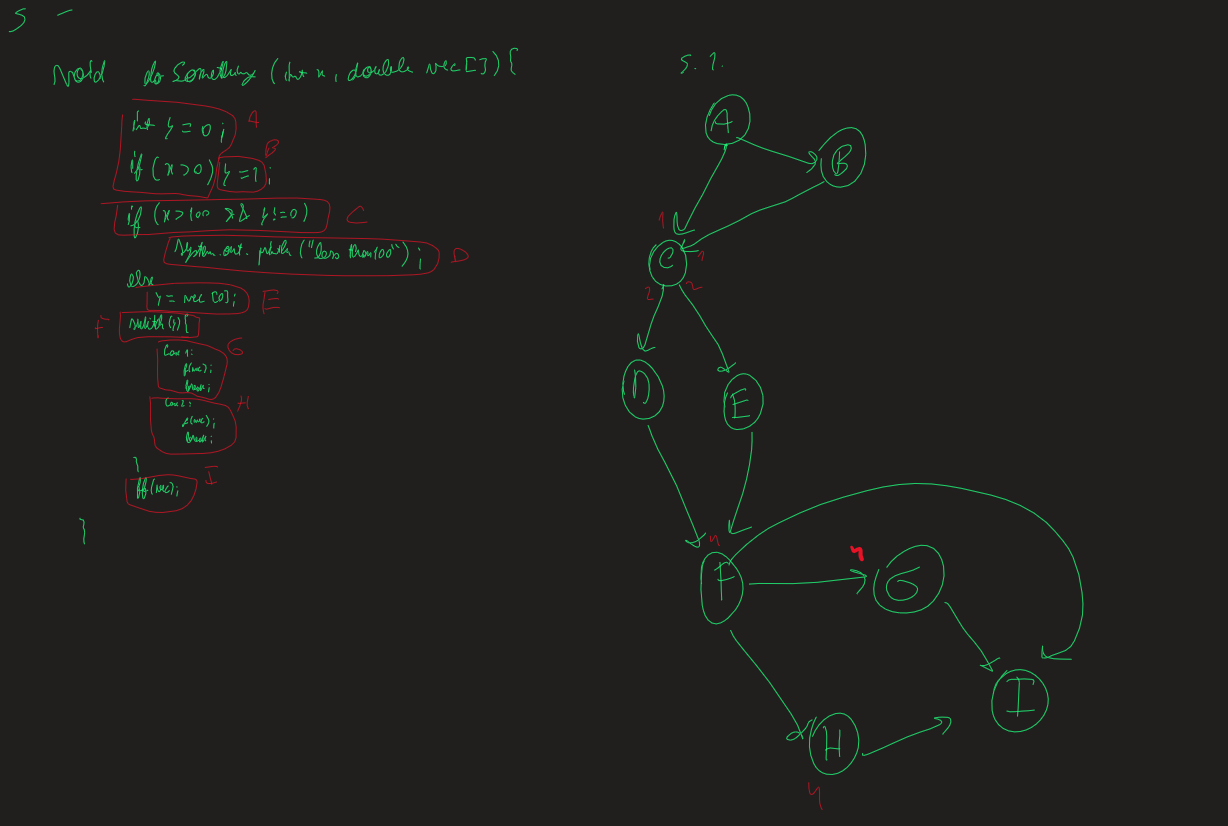 5 -
void doSomething (int x, double vec[]) {
int y = 0; A
if (x>0) y=1; B
if (x>100 && y!=0) C
System.out.println("less than 100"); D
else
y = vec[0]; E
F switch(y){
Case 1: G
f(vec);
break;
Case 2: H
f(vec);
break;
}
ff(vec); I
}
5.1.
A
B
1
C 1
2 2
D
E
4
F
4
G
I
H
4